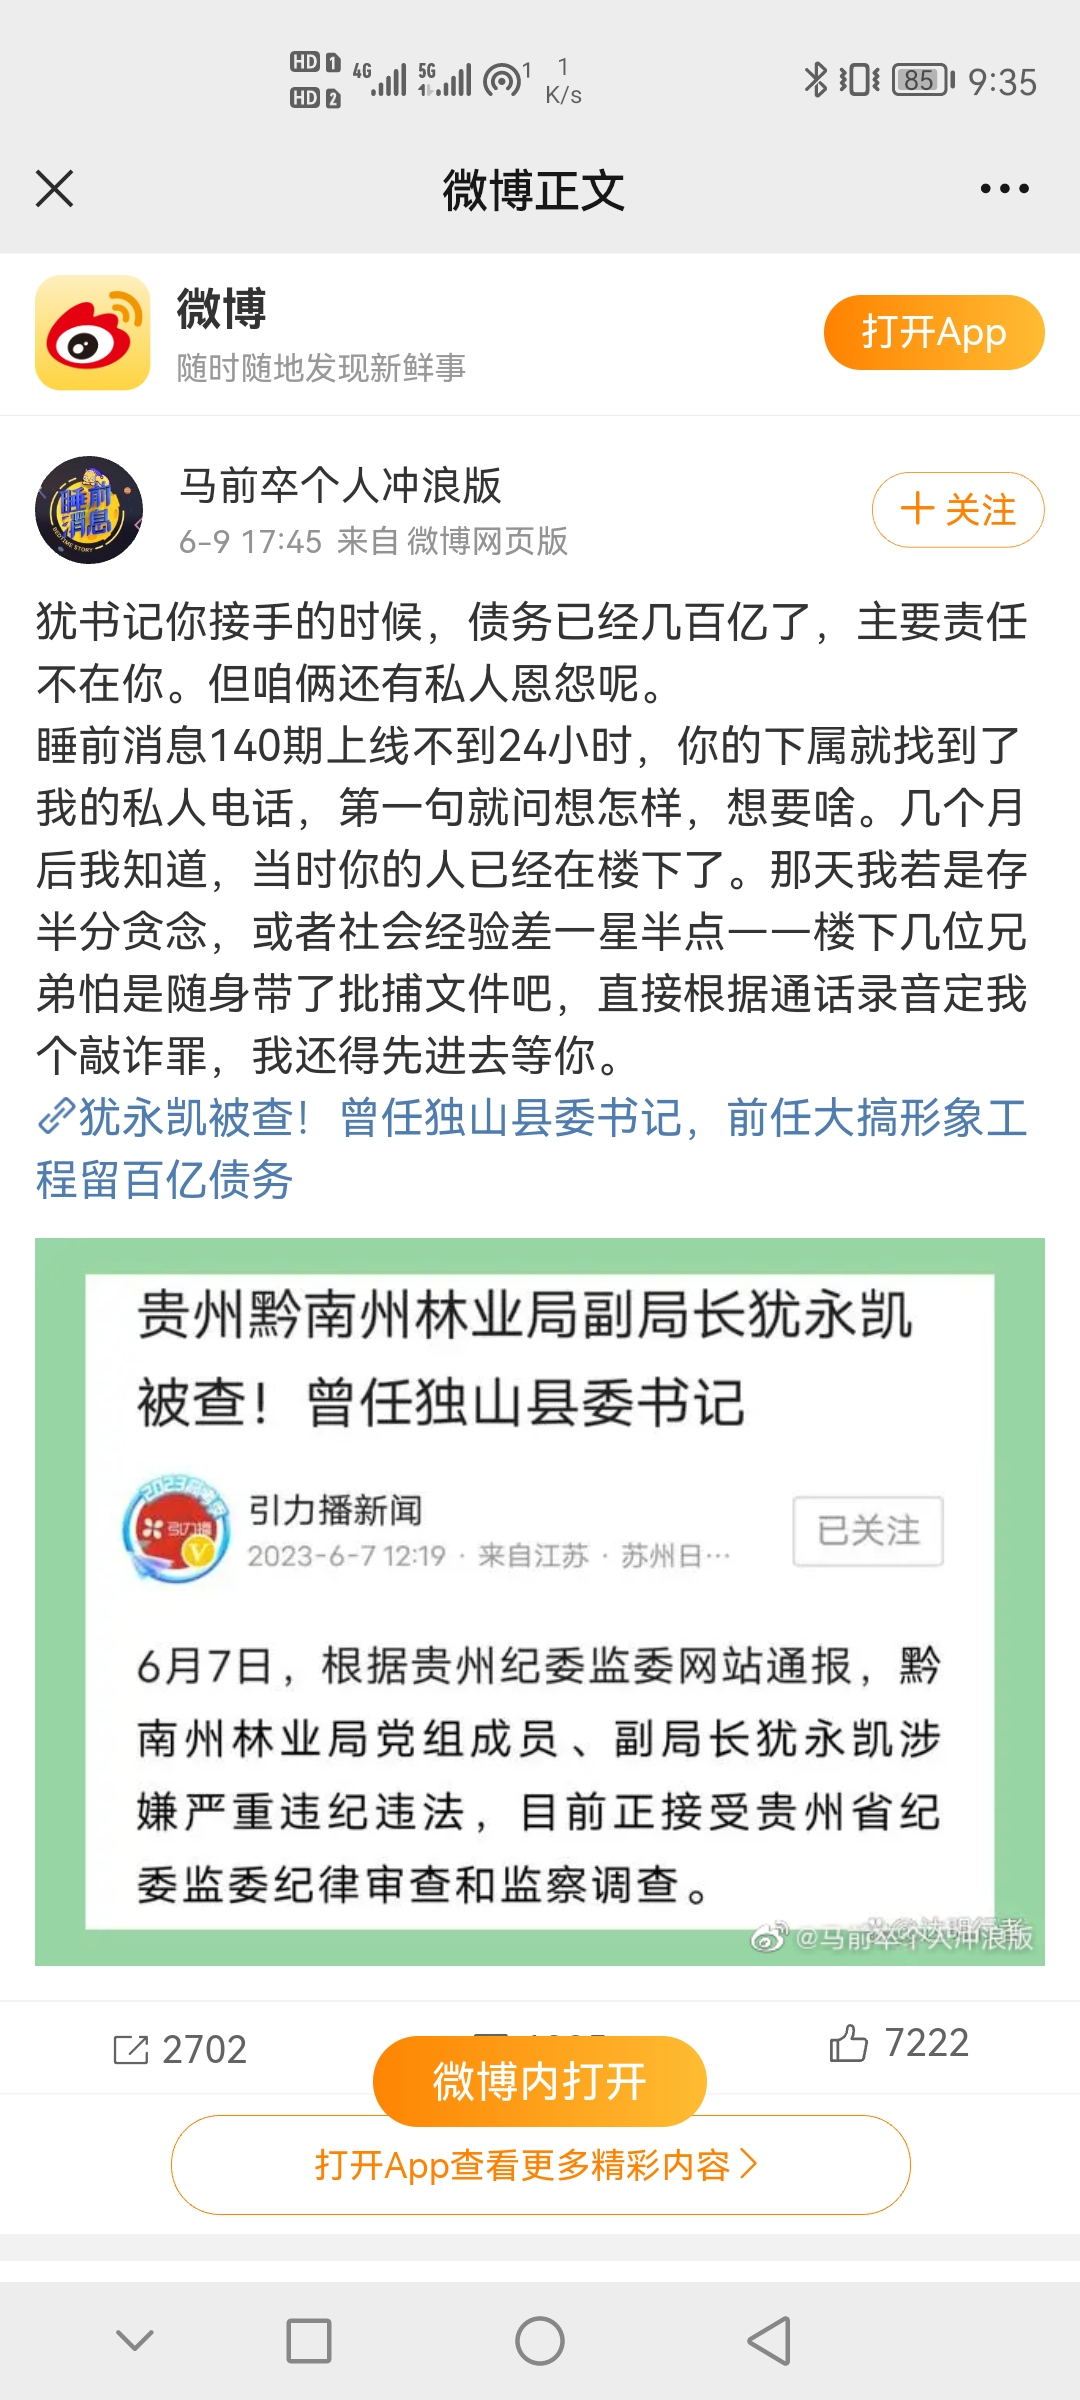 HD 1 4G 5G 1 1 K/s 85 9:35
HD 2
微博正文
微博
随时随地发现新鲜事
打开App
睡前消息
BEDTIME STORY
马前卒个人冲浪版
6-9 17:45 来自 微博网页版
关注
犹书记你接手的时候，债务已经几百亿了，主要责任
不在你。但咱俩还有私人恩怨呢。
睡前消息140期上线不到24小时，你的下属就找到了
我的私人电话，第一句就问想怎样，想要啥。几个月
后我知道，当时你的人已经在楼下了。那天我若是存
半分贪念，或者社会经验差一星半点——楼下几位兄
弟怕是随身带了批捕文件吧，直接根据通话录音定我
个敲诈罪，我还得先进去等你。
犹永凯被查！曾任独山县委书记，前任大搞形象工
程留百亿债务
贵州黔南州林业局副局长犹永凯
被查！曾任独山县委书记
引力播
引力播新闻
2023-6-7 12:19 · 来自江苏 · 苏州日…
已关注
6月7日，根据贵州纪委监委网站通报，黔
南州林业局党组成员、副局长犹永凯涉
嫌严重违纪违法，目前正接受贵州省纪
委监委纪律审查和监察调查。
@马前卒个人冲浪版
2702
7222
微博内打开
打开App查看更多精彩内容